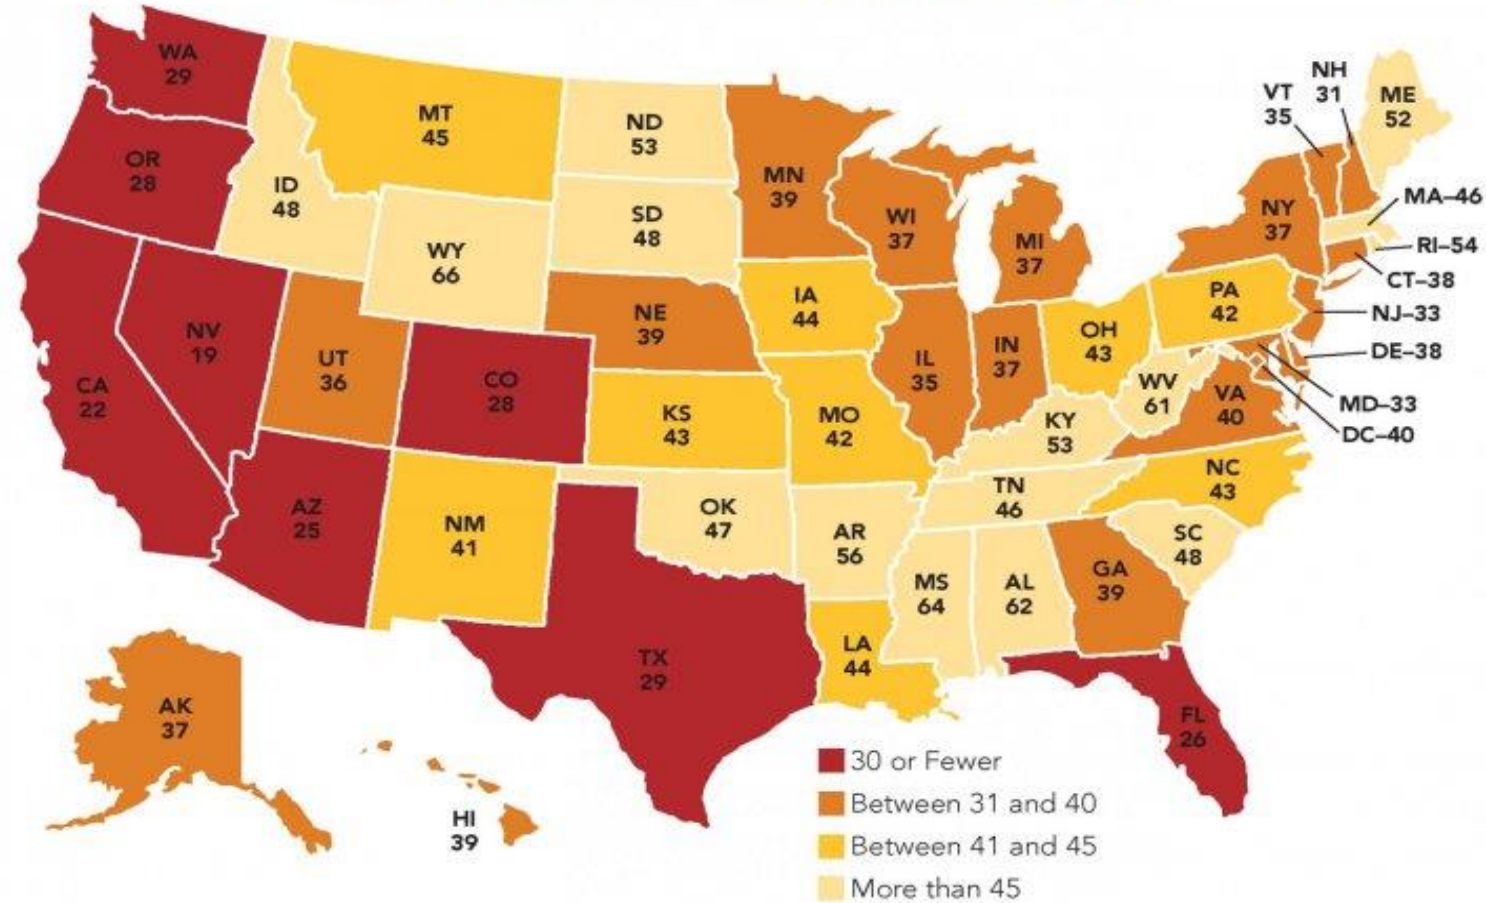 WA
29
OR
28
CA
22
NV
19
ID
48
MT
45
WY
66
UT
36
CO
28
AZ
25
NM
41
ND
53
SD
48
NE
39
KS
43
OK
47
TX
29
MN
39
IA
44
MO
42
AR
56
LA
44
WI
37
IL
35
MI
37
IN
37
OH
43
KY
53
TN
46
MS
64
AL
62
GA
39
FL
26
SC
48
NC
43
VA
40
WV
61
PA
42
NY
37
VT
35
NH
31
ME
52
MA–46
RI–54
CT–38
NJ–33
DE–38
MD–33
DC–40
AK
37
HI
39
30 or Fewer
Between 31 and 40
Between 41 and 45
More than 45